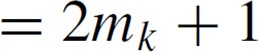 = 2m_k + 1